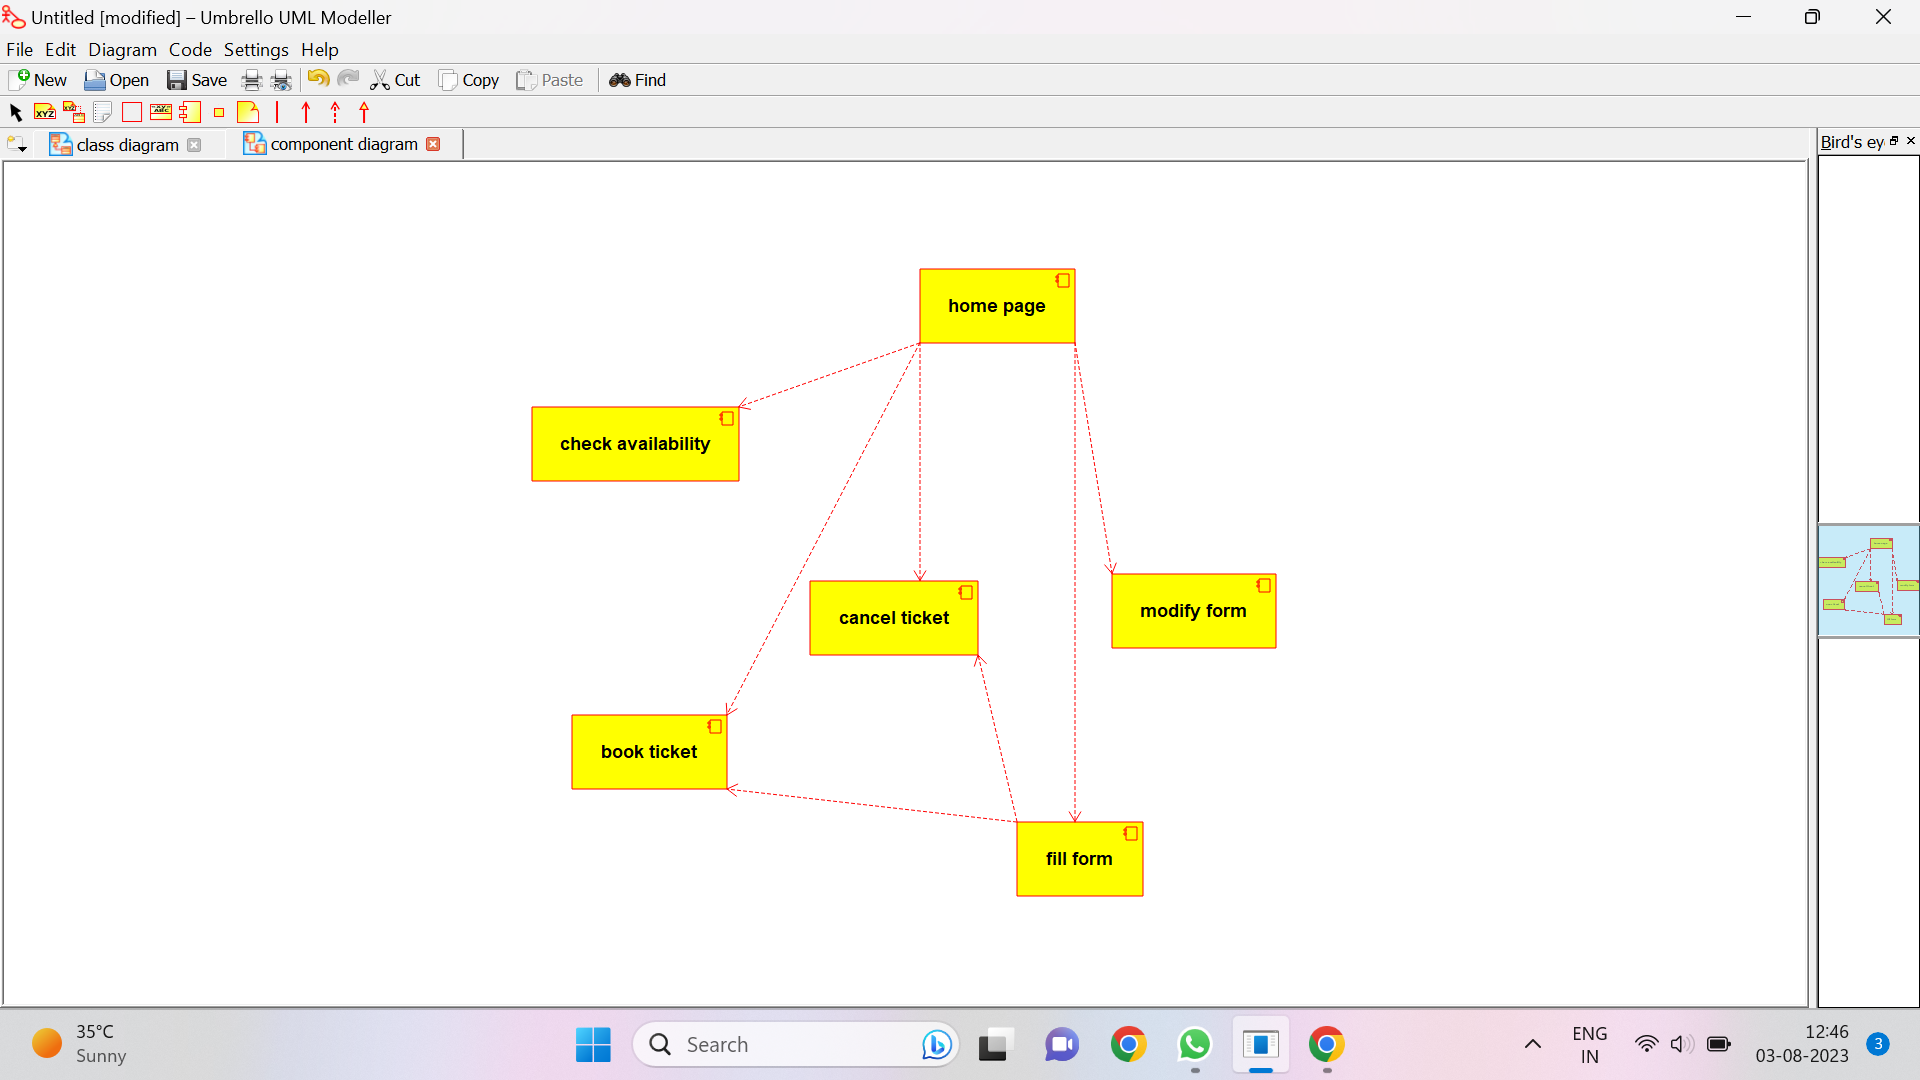 Untitled [modified] – Umbrello UML Modeller
File Edit Diagram Code Settings Help
New Open Save Cut Copy Paste Find
XYZ
class diagram component diagram
Bird's ey
home page
check availability
cancel ticket
modify form
book ticket
fill form
35°C
Sunny
Search
ENG
IN
12:46
03-08-2023
3